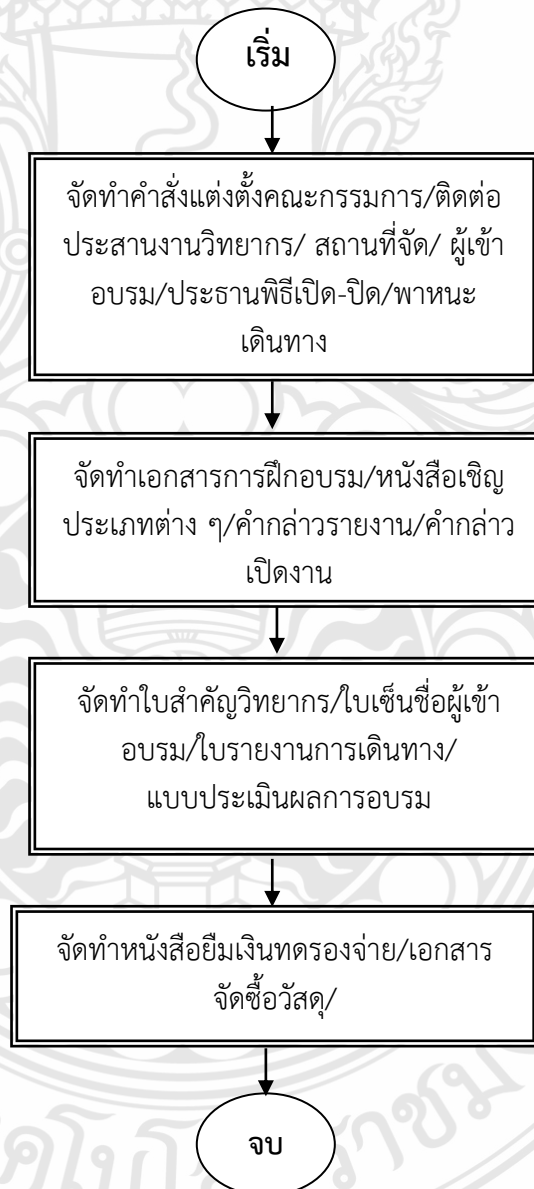 เริ่ม
จัดทำคำสั่งแต่งตั้งคณะกรรมการ/ติดต่อ
ประสานงานวิทยากร/ สถานที่จัด/ ผู้เข้า
อบรม/ประธานพิธีเปิด-ปิด/พาหนะ
เดินทาง
จัดทำเอกสารการฝึกอบรม/หนังสือเชิญ
ประเภทต่าง ๆ/คำกล่าวรายงาน/คำกล่าว
เปิดงาน
จัดทำใบสำคัญวิทยากร/ใบเซ็นชื่อผู้เข้า
อบรม/ใบรายงานการเดินทาง/
แบบประเมินผลการอบรม
จัดทำหนังสือยืมเงินทดรองจ่าย/เอกสาร
จัดซื้อวัสดุ/
จบ